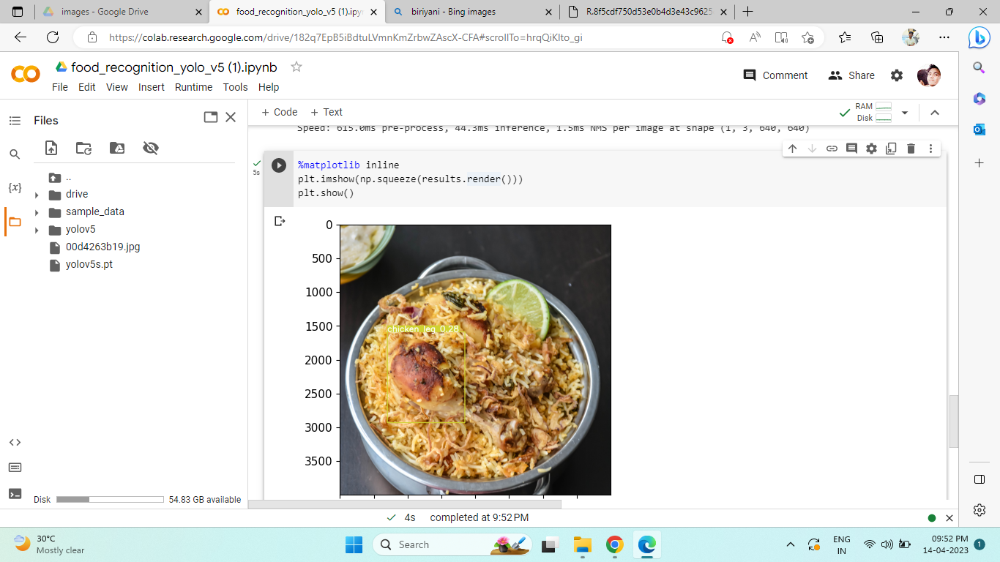 images - Google Drive
food_recognition_yolo_v5 (1).ipyn
biriyani - Bing images
R.8f5cdf750d53e0b4d3e43c9625
https://colab.research.google.com/drive/182q7EpB5iBdtuLVmnKmZrbwZAscX-CFA#scrollTo=hrqQiKIto_gi
food_recognition_yolo_v5 (1).ipynb
File Edit View Insert Runtime Tools Help
Comment
Share
Files
+ Code + Text
RAM
Disk
..
drive
sample_data
yolov5
00d4263b19.jpg
yolov5s.pt
{x}
Speed: 615.0ms pre-process, 44.3ms inference, 1.5ms NMS per image at shape (1, 3, 640, 640)
5s
%matplotlib inline
plt.imshow(np.squeeze(results.render()))
plt.show()
0
500
1000
1500
2000
2500
3000
3500
chicken leg 0.28
Disk 54.83 GB available
4s completed at 9:52 PM
30°C
Mostly clear
Search
ENG
IN
09:52 PM
14-04-2023
1